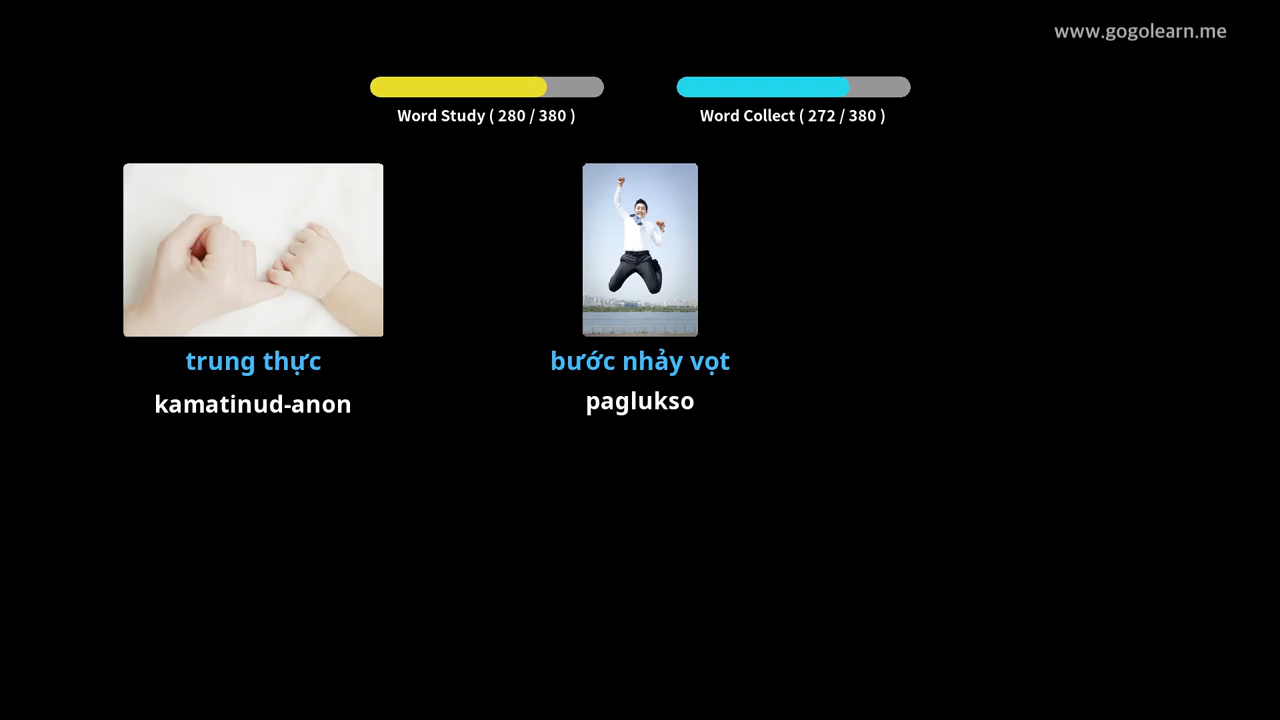 www.gogolearn.me
Word Study ( 280 / 380 )
Word Collect ( 272 / 380 )
trung thực
bước nhảy vọt
kamatinud-anon
paglukso